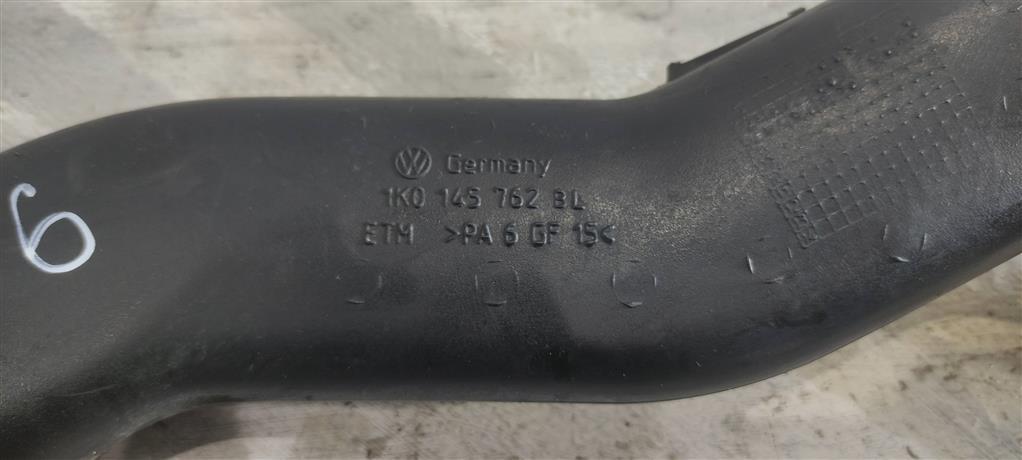 Germany
1K0 145 762 BL
ETM >PA 6 GF 15<
6